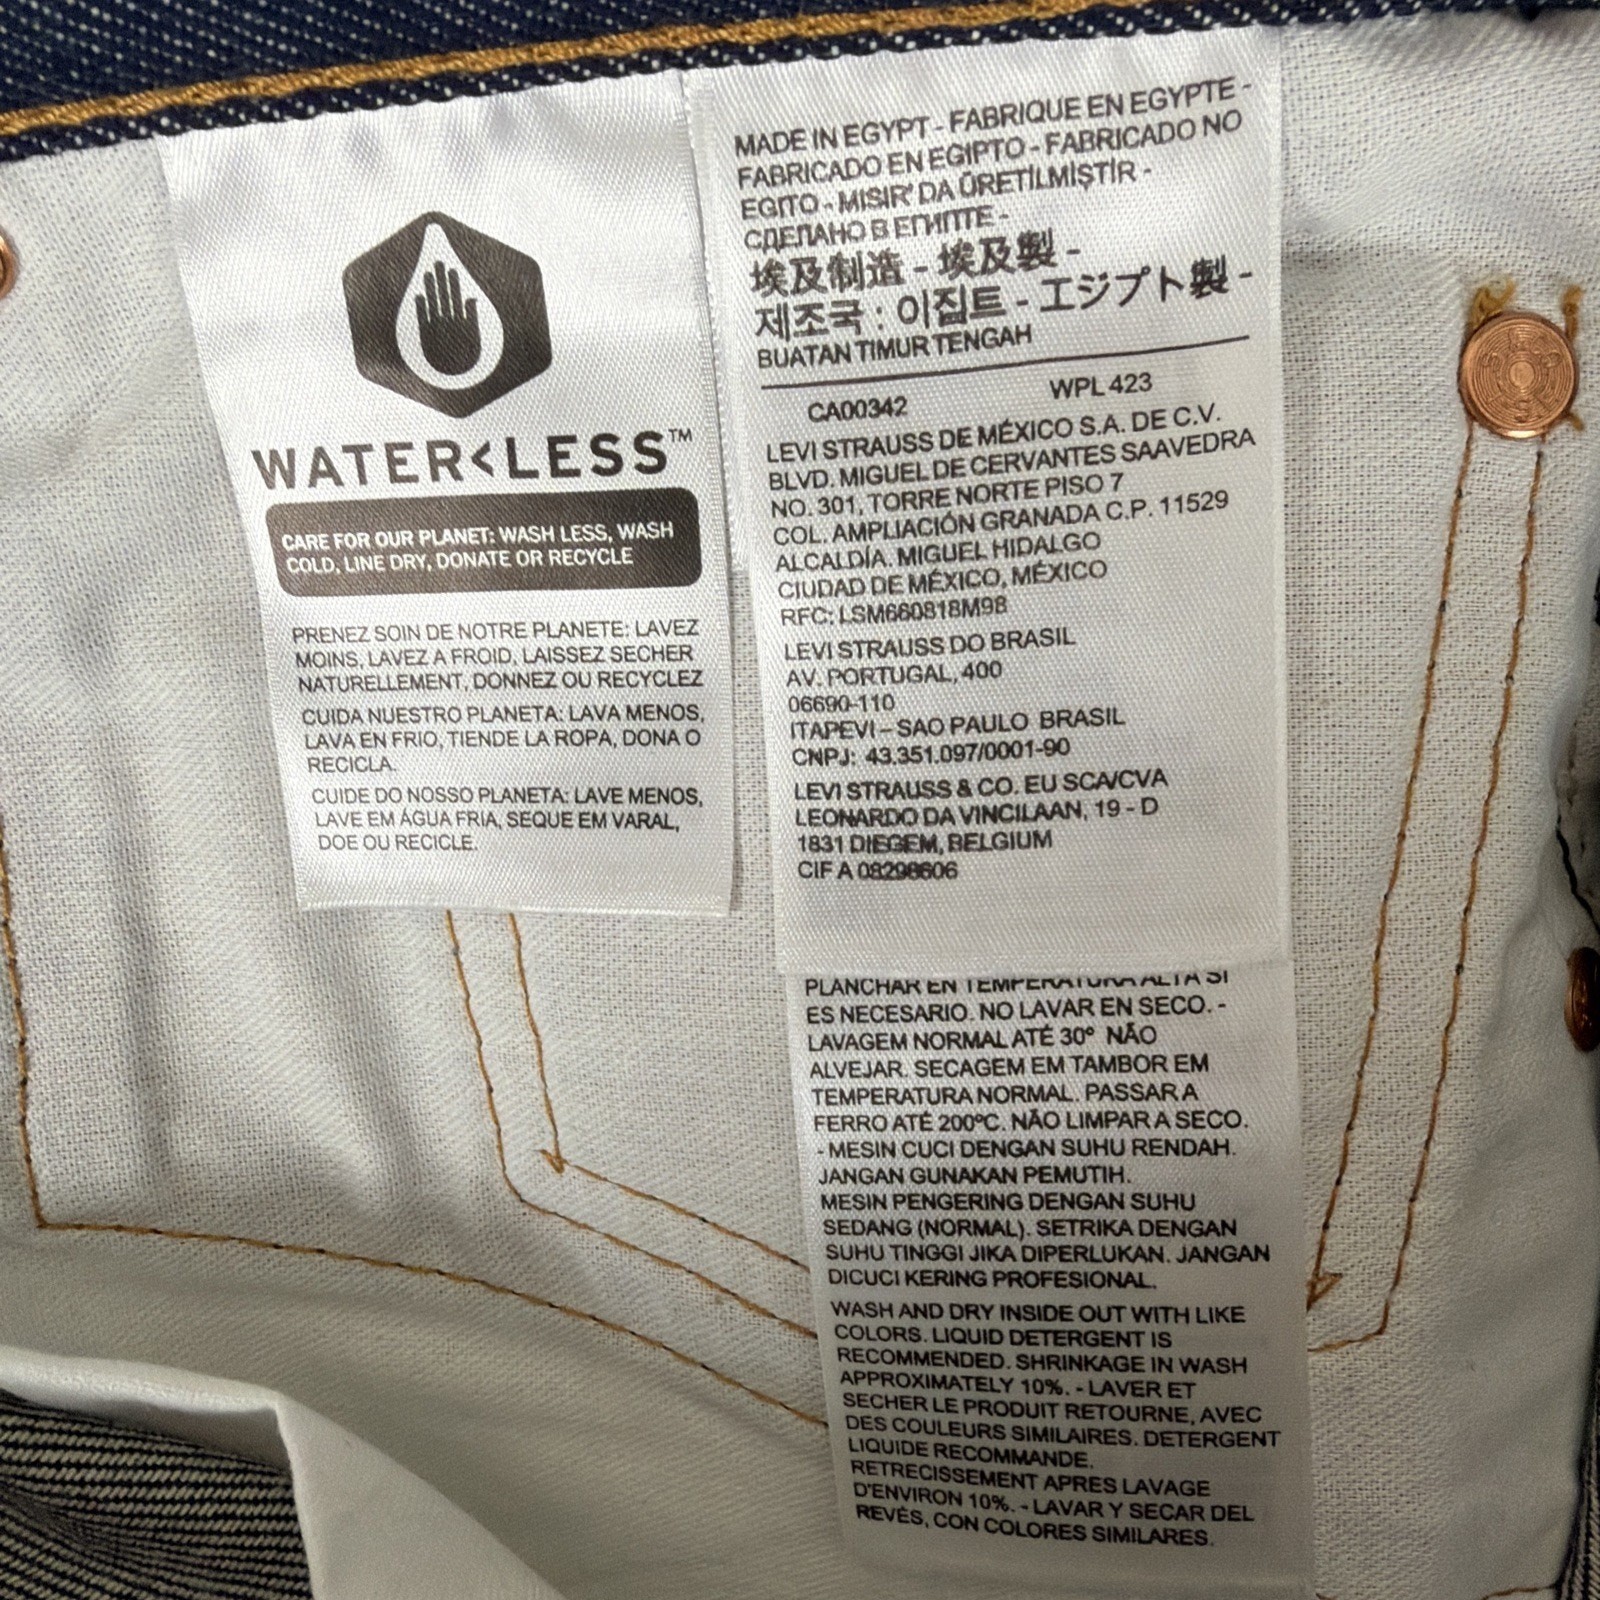 WATER<LESS™
CARE FOR OUR PLANET: WASH LESS, WASH
COLD, LINE DRY, DONATE OR RECYCLE
PRENEZ SOIN DE NOTRE PLANETE: LAVEZ
MOINS, LAVEZ A FROID, LAISSEZ SECHER
NATURELLEMENT, DONNEZ OU RECYCLEZ
CUIDA NUESTRO PLANETA: LAVA MENOS,
LAVA EN FRIO, TIENDE LA ROPA, DONA O
RECICLA.
CUIDE DO NOSSO PLANETA: LAVE MENOS,
LAVE EM ÁGUA FRIA, SEQUE EM VARAL,
DOE OU RECICLE.
MADE IN EGYPT - FABRIQUE EN EGYPTE -
FABRICADO EN EGIPTO - FABRICADO NO
EGITO - MISIR' DA ÜRETİLMİŞTİR -
СДЕЛАНО В ЕГИПТЕ -
埃及制造 - 埃及製 -
제조국 : 이집트 - エジプト製 -
BUATAN TIMUR TENGAH
CA00342 WPL 423
LEVI STRAUSS DE MÉXICO S.A. DE C.V.
BLVD. MIGUEL DE CERVANTES SAAVEDRA
NO. 301, TORRE NORTE PISO 7
COL. AMPLIACIÓN GRANADA C.P. 11529
ALCALDÍA. MIGUEL HIDALGO
CIUDAD DE MÉXICO, MÉXICO
RFC: LSM660818M98
LEVI STRAUSS DO BRASIL
AV. PORTUGAL, 400
06690-110
ITAPEVI – SAO PAULO BRASIL
CNPJ: 43.351.097/0001-90
LEVI STRAUSS & CO. EU SCA/CVA
LEONARDO DA VINCILAAN, 19 - D
1831 DIEGEM, BELGIUM
CIF A 08298606
PLANCHAR EN TEMPERATURA ALTA SI
ES NECESARIO. NO LAVAR EN SECO. -
LAVAGEM NORMAL ATÉ 30º NÃO
ALVEJAR. SECAGEM EM TAMBOR EM
TEMPERATURA NORMAL. PASSAR A
FERRO ATÉ 200ºC. NÃO LIMPAR A SECO.
- MESIN CUCI DENGAN SUHU RENDAH.
JANGAN GUNAKAN PEMUTIH.
MESIN PENGERING DENGAN SUHU
SEDANG (NORMAL). SETRIKA DENGAN
SUHU TINGGI JIKA DIPERLUKAN. JANGAN
DICUCI KERING PROFESIONAL.
WASH AND DRY INSIDE OUT WITH LIKE
COLORS. LIQUID DETERGENT IS
RECOMMENDED. SHRINKAGE IN WASH
APPROXIMATELY 10%. - LAVER ET
SECHER LE PRODUIT RETOURNE, AVEC
DES COULEURS SIMILAIRES. DETERGENT
LIQUIDE RECOMMANDE.
RETRECISSEMENT APRES LAVAGE
D'ENVIRON 10%. - LAVAR Y SECAR DEL
REVÉS, CON COLORES SIMILARES.